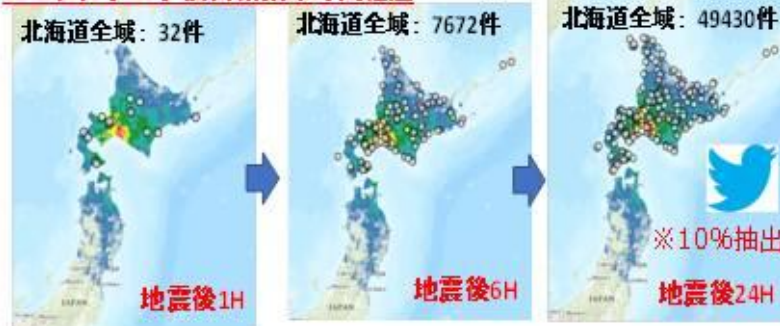 北海道全域：32件
北海道全域：7672件
北海道全域：49430件
※10%抽出
地震後1H
地震後6H
地震後24H
JAPAN
JAPAN